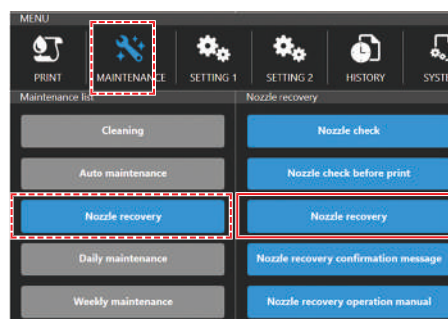 MENU
PRINT
MAINTENANCE
SETTING 1
SETTING 2
HISTORY
Maintenance list
Nozzle recovery
Cleaning
Nozzle check
Auto maintenance
Nozzle check before print
Nozzle recovery
Nozzle recovery
Daily maintenance
Nozzle recovery confirmation message
Weekly maintenance
Nozzle recovery operation manual